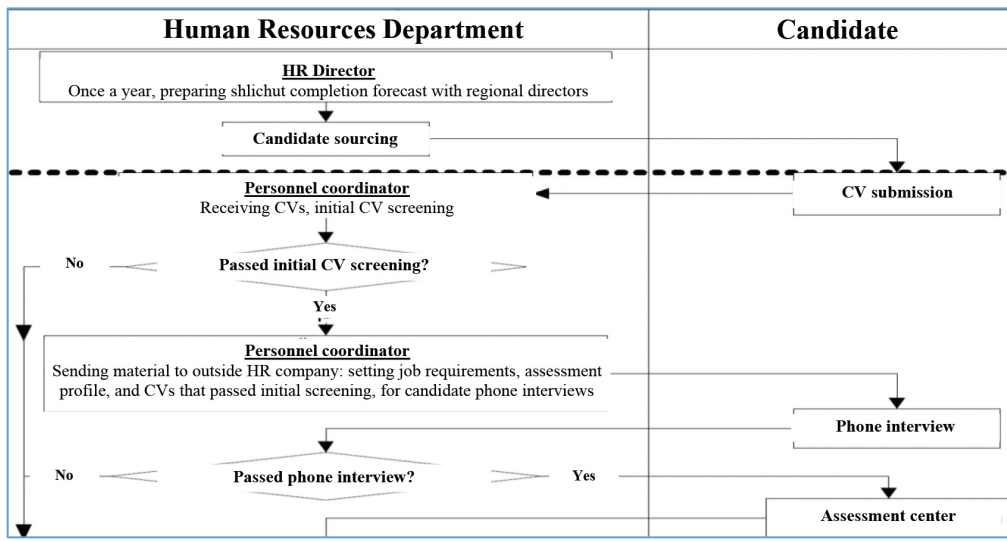 Human Resources Department
Candidate
HR Director
Once a year, preparing shlichut completion forecast with regional directors
Candidate sourcing
Personnel coordinator
Receiving CVs, initial CV screening
CV submission
No
Passed initial CV screening?
Yes
Personnel coordinator
Sending material to outside HR company: setting job requirements, assessment
profile, and CVs that passed initial screening, for candidate phone interviews
Phone interview
No
Passed phone interview?
Yes
Assessment center